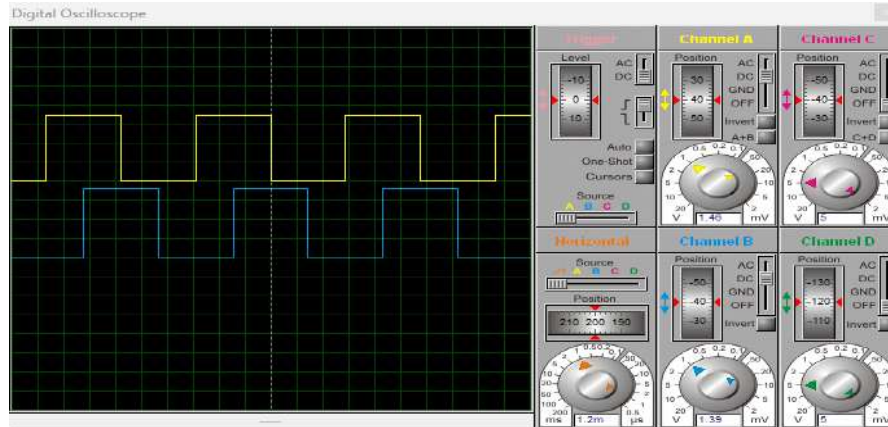 Digital Oscilloscope
Trigger
Level
AC
DC
-10
0
10
Auto
One-Shot
Cursors
Source
A B C D
Channel A
Position
AC
DC
GND
OFF
30
40
50
Invert
A+B
V
1.46
mV
Channel C
Position
AC
DC
GND
OFF
-50
-40
-30
Invert
C+D
V
5
mV
Horizontal
Source
A B C D
Position
210 200 190
ms
1.2m
µs
Channel B
Position
AC
DC
GND
OFF
-50
-40
-30
Invert
V
1.39
mV
Channel D
Position
AC
DC
GND
OFF
-130
-120
-110
Invert
V
5
mV